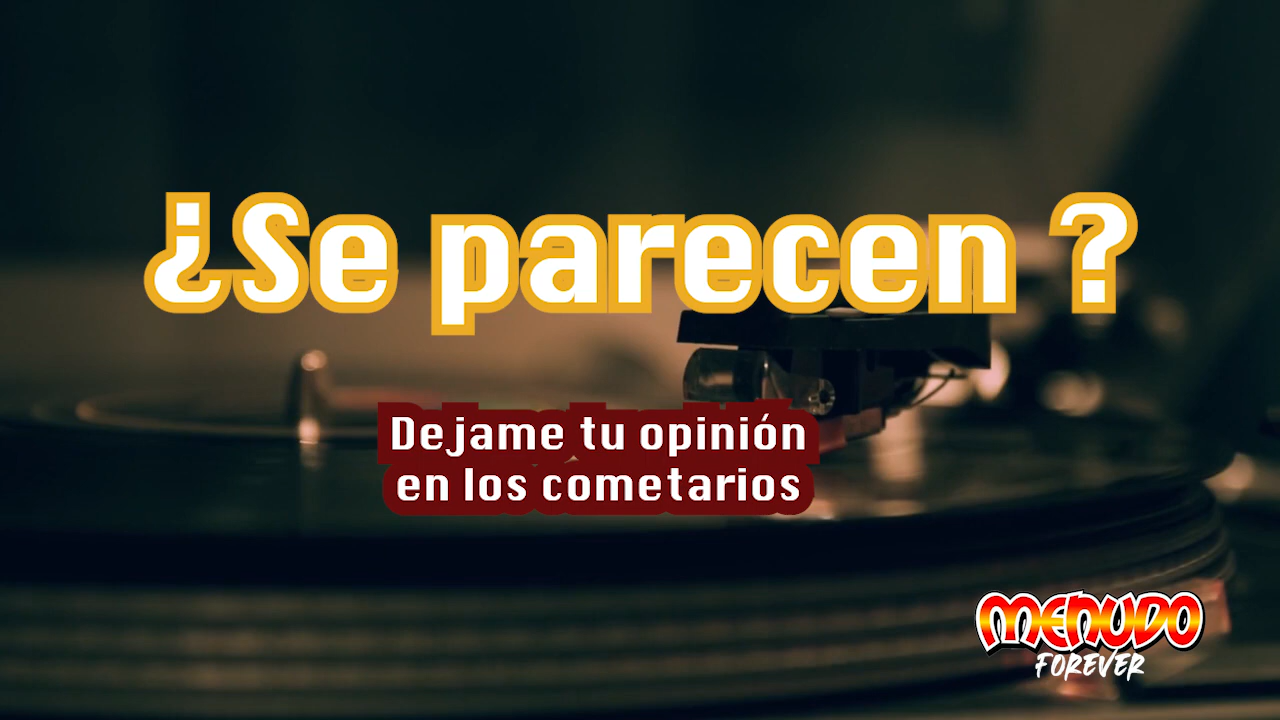 ¿Se parecen ?
Dejame tu opinión
en los cometarios
MENUDO
FOREVER